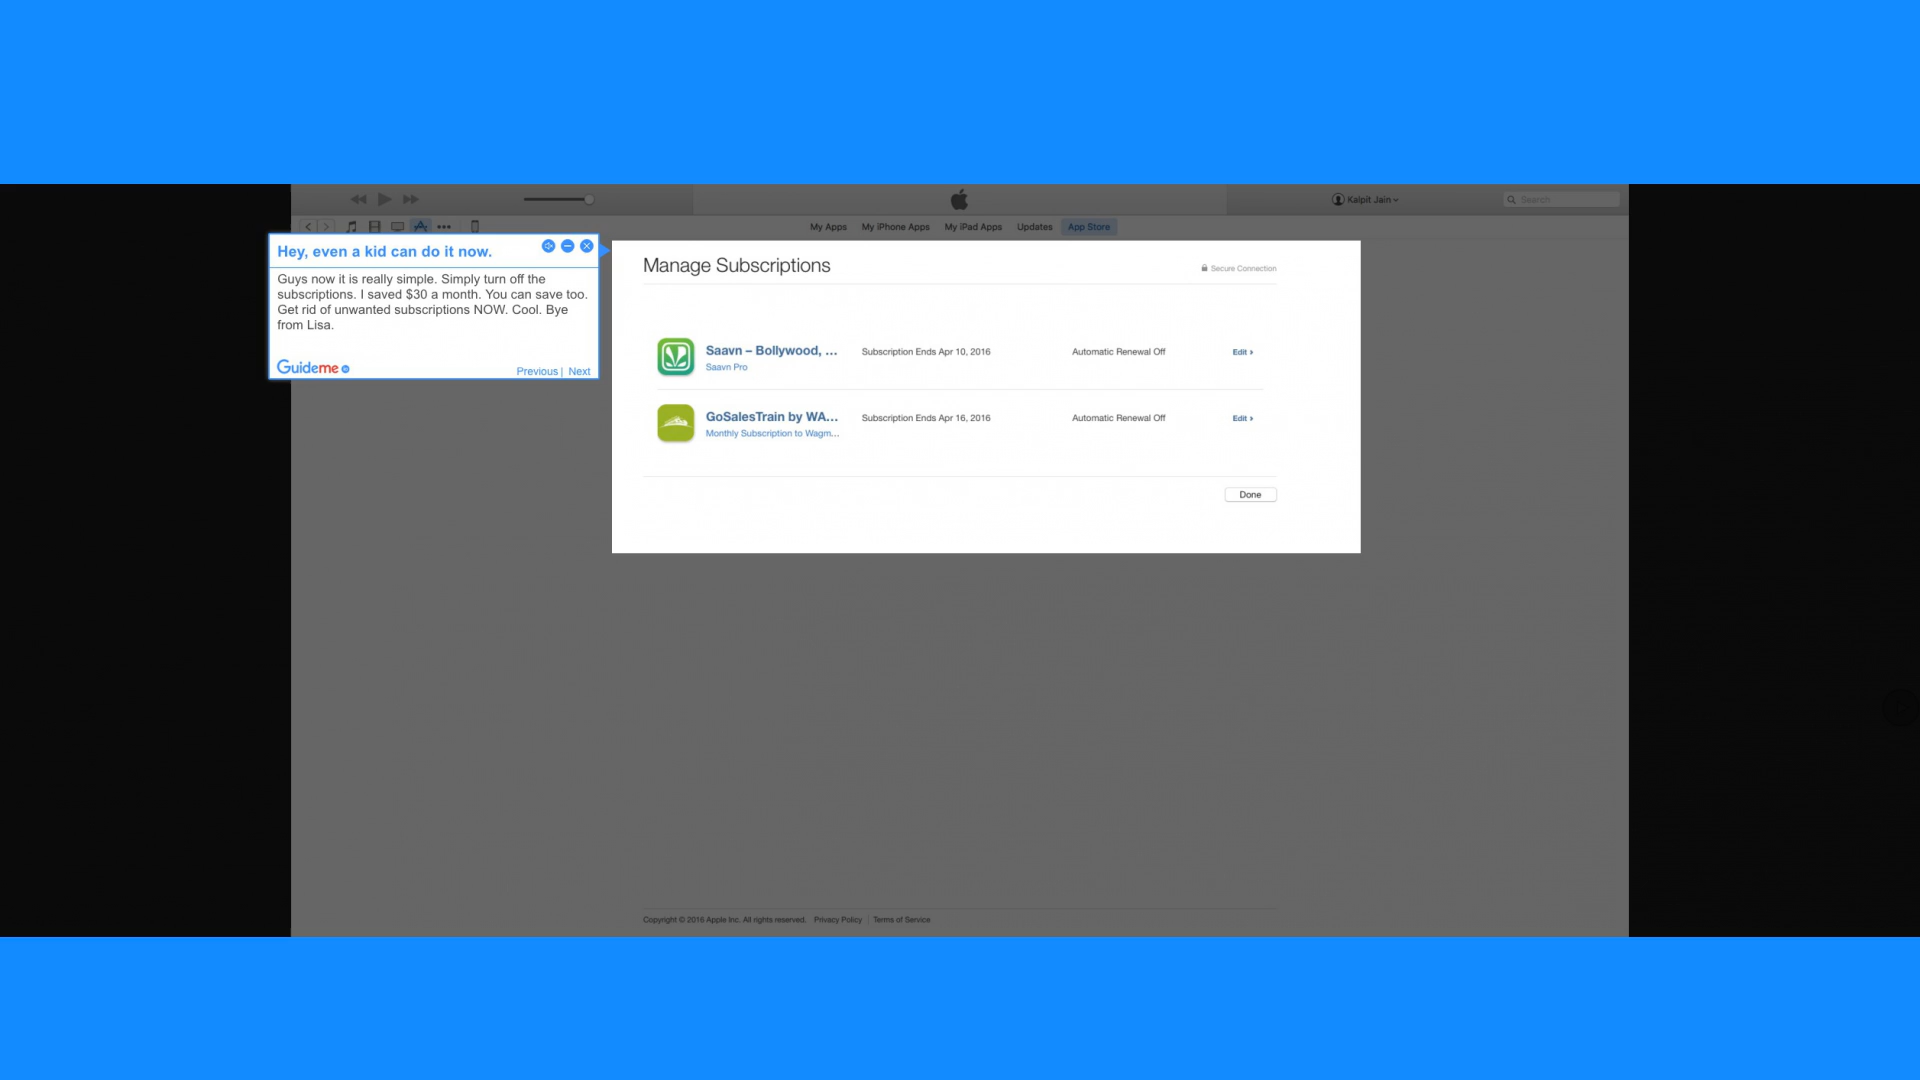 Kalpit Jain
Search
My Apps
My iPhone Apps
My iPad Apps
Updates
App Store
Hey, even a kid can do it now.
Guys now it is really simple. Simply turn off the
subscriptions. I saved $30 a month. You can save too.
Get rid of unwanted subscriptions NOW. Cool. Bye
from Lisa.
Guideme
Previous | Next
Manage Subscriptions
Secure Connection
Saavn – Bollywood, ...
Subscription Ends Apr 10, 2016
Automatic Renewal Off
Edit >
Saavn Pro
GoSalesTrain by WA...
Subscription Ends Apr 16, 2016
Automatic Renewal Off
Edit >
Monthly Subscription to Wagm...
Done
Copyright © 2016 Apple Inc. All rights reserved. Privacy Policy | Terms of Service